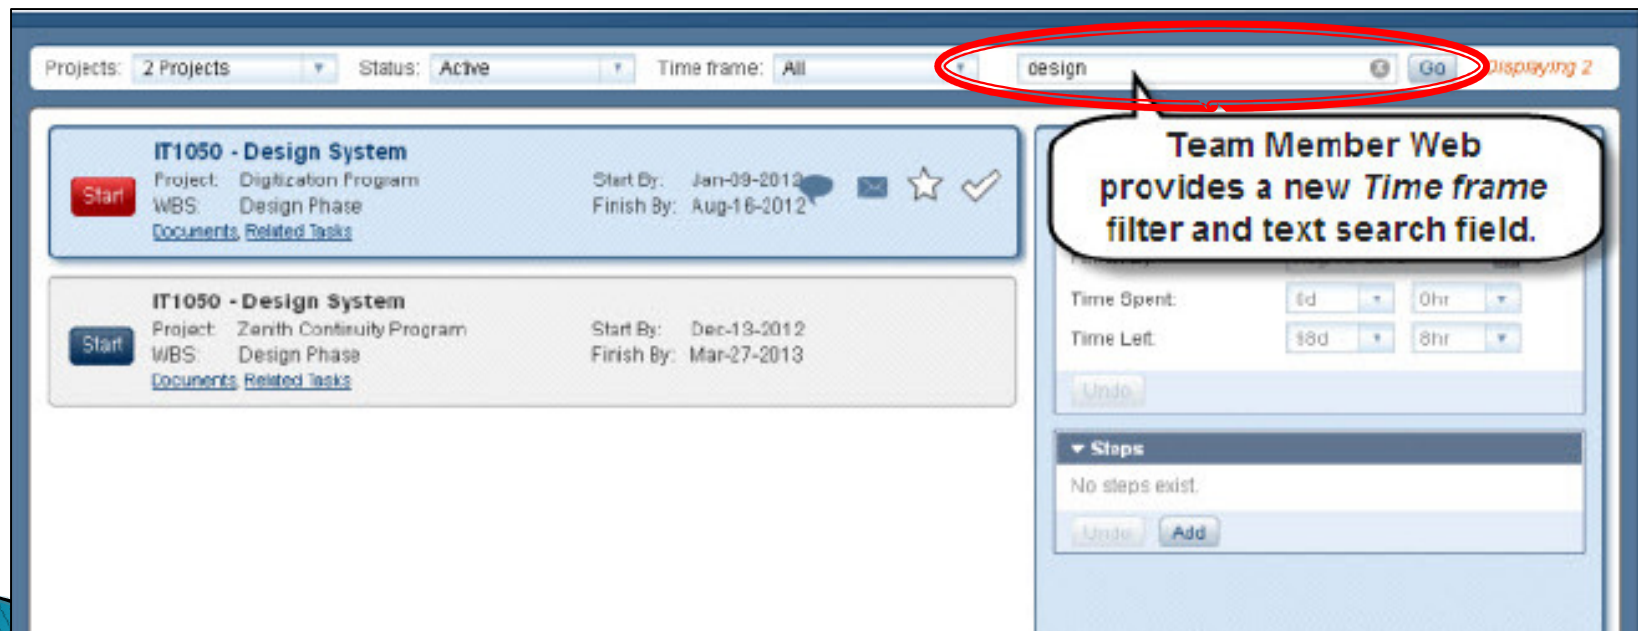 Projects: 2 Projects Status: Active Time frame: All design Go Displaying 2
Team Member Web
provides a new Time frame
filter and text search field.
IT1050 - Design System
Start
Project: Digitization Program Start By: Jan-09-2012
WBS: Design Phase Finish By: Aug-16-2012
Documents, Related Tasks
IT1050 - Design System
Start
Project: Zenith Continuity Program Start By: Dec-13-2012
WBS: Design Phase Finish By: Mar-27-2013
Documents, Related Tasks
Time Spent: 0hr
Time Left: 8hr
Undo
Steps
No steps exist.
Undo Add